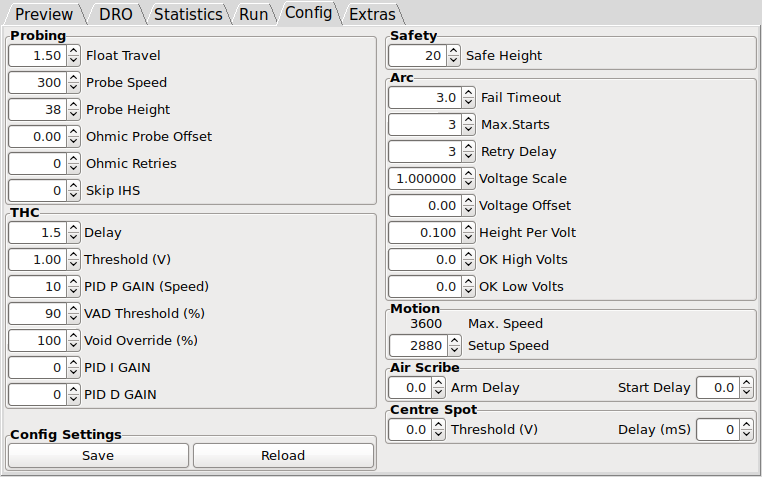 Preview DRO Statistics Run Config Extras
Probing
1.50 Float Travel
300 Probe Speed
38 Probe Height
0.00 Ohmic Probe Offset
0 Ohmic Retries
0 Skip IHS
THC
1.5 Delay
1.00 Threshold (V)
10 PID P GAIN (Speed)
90 VAD Threshold (%)
100 Void Override (%)
0 PID I GAIN
0 PID D GAIN
Config Settings
Save Reload
Safety
20 Safe Height
Arc
3.0 Fail Timeout
3 Max.Starts
3 Retry Delay
1.000000 Voltage Scale
0.00 Voltage Offset
0.100 Height Per Volt
0.0 OK High Volts
0.0 OK Low Volts
Motion
3600 Max. Speed
2880 Setup Speed
Air Scribe
0.0 Arm Delay Start Delay 0.0
Centre Spot
0.0 Threshold (V) Delay (mS) 0